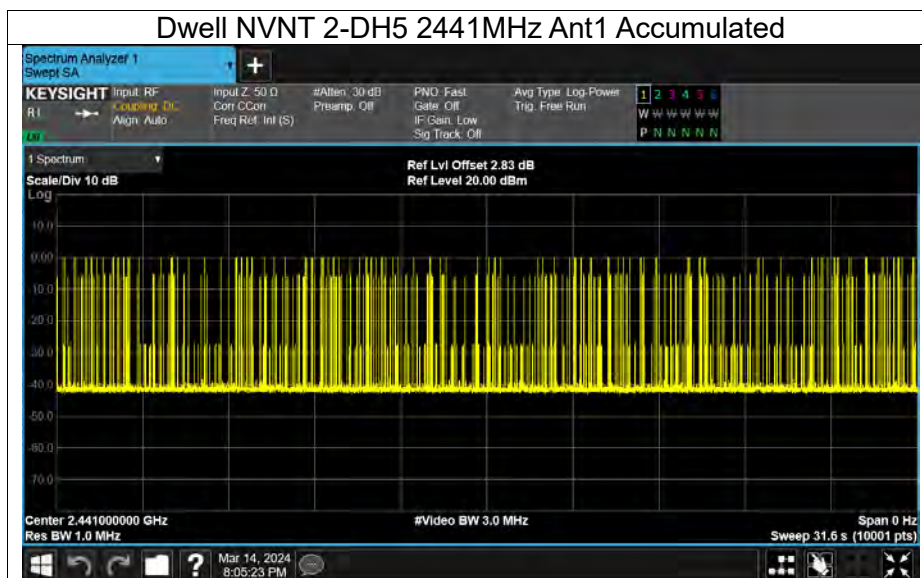 Dwell NVNT 2-DH5 2441MHz Ant1 Accumulated
Spectrum Analyzer 1
Swept SA
+
KEYSIGHT Input: RF Input Z: 50 Ω #Atten: 30 dB PNO: Fast Avg Type: Log-Power 1 2 3 4 5 6
Coupling: DC Corr CCorr Preamp: Off Gate: Off Trig: Free Run W W W W W W
Align: Auto Freq Ref: Int (S) IF Gain: Low P N N N N N
Sig Track: Off
1 Spectrum
Scale/Div 10 dB
Ref Lvl Offset 2.83 dB
Ref Level 20.00 dBm
Log
10.0
0.00
-10.0
-20.0
-30.0
-40.0
-50.0
-60.0
-70.0
Center 2.441000000 GHz #Video BW 3.0 MHz Span 0 Hz
Res BW 1.0 MHz Sweep 31.6 s (10001 pts)
? Mar 14, 2024
8:05:23 PM